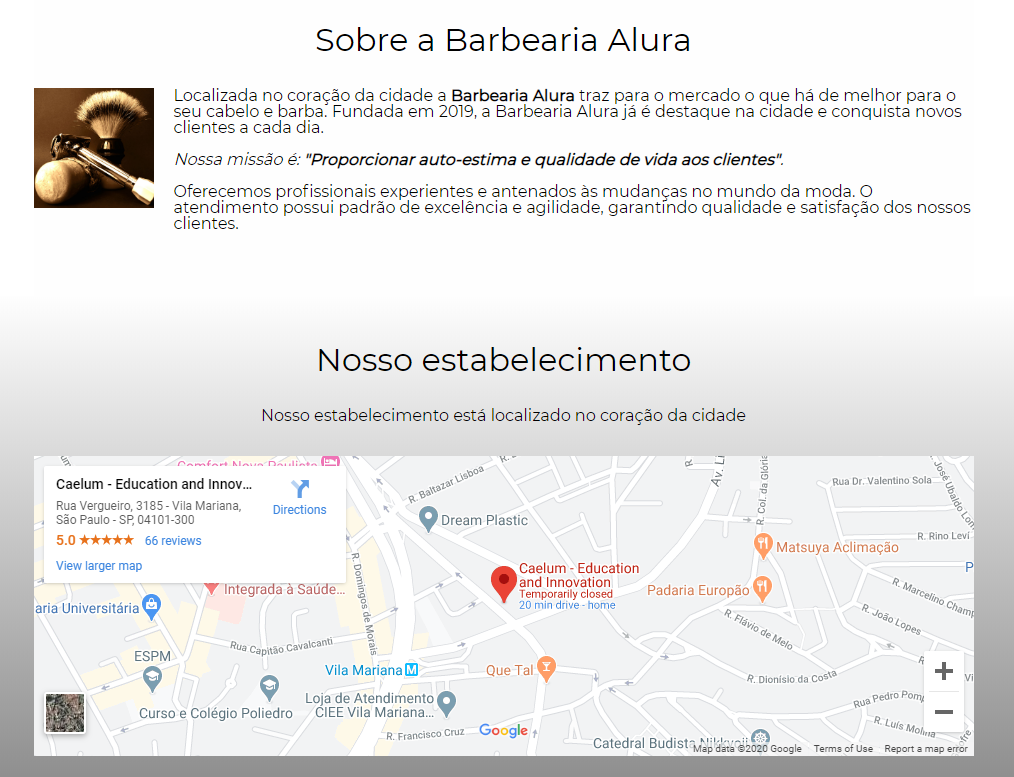 Sobre a Barbearia Alura
Localizada no coração da cidade a Barbearia Alura traz para o mercado o que há de melhor para o
seu cabelo e barba. Fundada em 2019, a Barbearia Alura já é destaque na cidade e conquista novos
clientes a cada dia.
Nossa missão é: "Proporcionar auto-estima e qualidade de vida aos clientes".
Oferecemos profissionais experientes e antenados às mudanças no mundo da moda. O
atendimento possui padrão de excelência e agilidade, garantindo qualidade e satisfação dos nossos
clientes.
Nosso estabelecimento
Nosso estabelecimento está localizado no coração da cidade
Comfort Nova Paulista
Caelum - Education and Innov...
Rua Vergueiro, 3185 - Vila Mariana,
São Paulo - SP, 04101-300
Directions
5.0 ★★★★★ 66 reviews
View larger map
R. Baltazar Lisboa
Av. Li
R. Col. da Glória
Rua Dr. Valentino Sola
José Ubaldo
Dream Plastic
R. Rino Levi
Matsuya Aclimação
Caelum - Education
and Innovation
Temporarily closed
20 min drive - home
Padaria Europão
P
R. Marcelino Champ
Integrada à Saúde...
aria Universitária
R. Domingos de Morais
R. João Lopes
R. Flávio de Melo
Rua Capitão Cavalcanti
ESPM
Vila Mariana M
Que Tal
R. Dionísio da Costa
Vi
Rua Pedro Pomp
Curso e Colégio Poliedro
Loja de Atendimento
CIEE Vila Mariana...
R. Luís Molina
R. Francisco Cruz
Google
Catedral Budista Nikkyoji
Map data ©2020 Google Terms of Use Report a map error